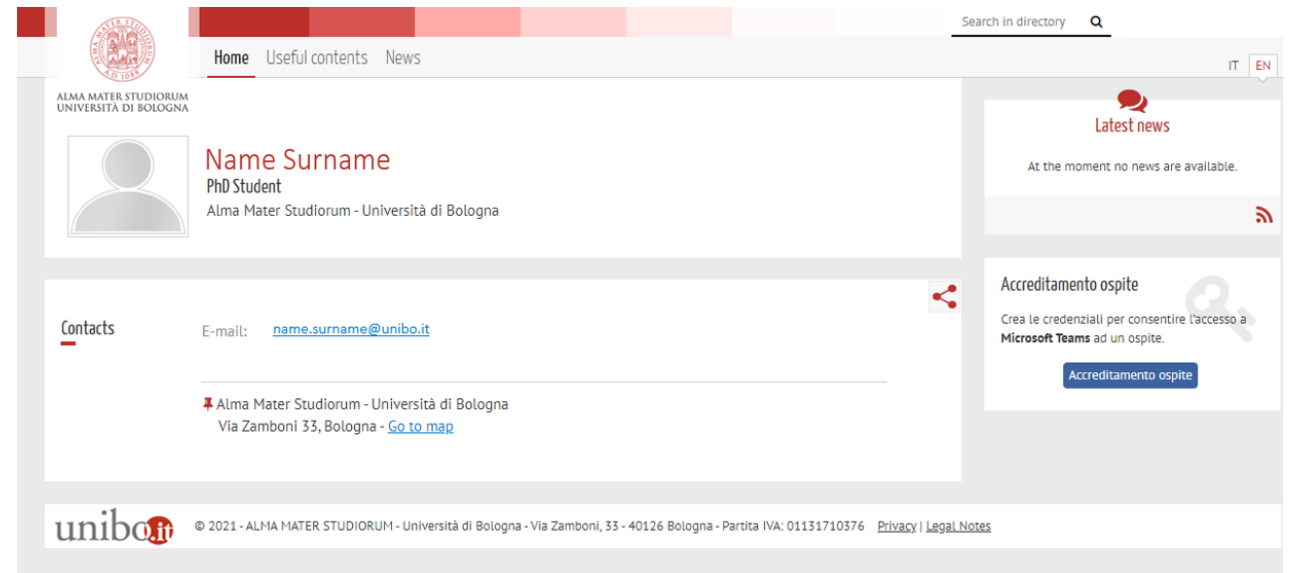 Search in directory
Home Useful contents News
IT EN
ALMA MATER STUDIORUM
UNIVERSITÀ DI BOLOGNA
Name Surname
PhD Student
Alma Mater Studiorum - Università di Bologna
Latest news
At the moment no news are available.
Contacts
E-mail: name.surname@unibo.it
Alma Mater Studiorum - Università di Bologna
Via Zamboni 33, Bologna - Go to map
Accreditamento ospite
Crea le credenziali per consentire l'accesso a
Microsoft Teams ad un ospite.
Accreditamento ospite
unibo.it
© 2021 - ALMA MATER STUDIORUM - Università di Bologna - Via Zamboni, 33 - 40126 Bologna - Partita IVA: 01131710376 Privacy | Legal Notes